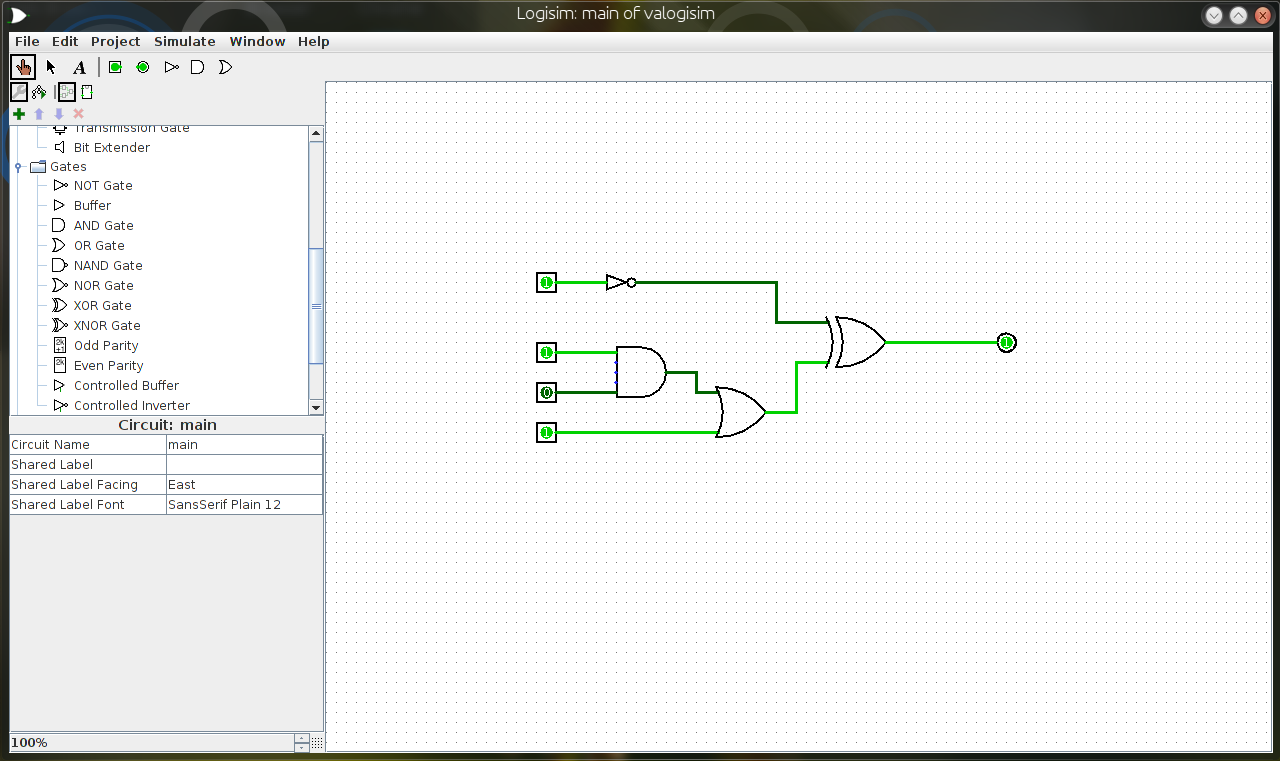 Logisim: main of valogisim
File Edit Project Simulate Window Help
A
Transmission Gate
Bit Extender
Gates
NOT Gate
Buffer
AND Gate
OR Gate
NAND Gate
NOR Gate
XOR Gate
XNOR Gate
Odd Parity
Even Parity
Controlled Buffer
Controlled Inverter
Circuit: main
Circuit Name main
Shared Label
Shared Label Facing East
Shared Label Font SansSerif Plain 12
100%
1
1
0
1
1